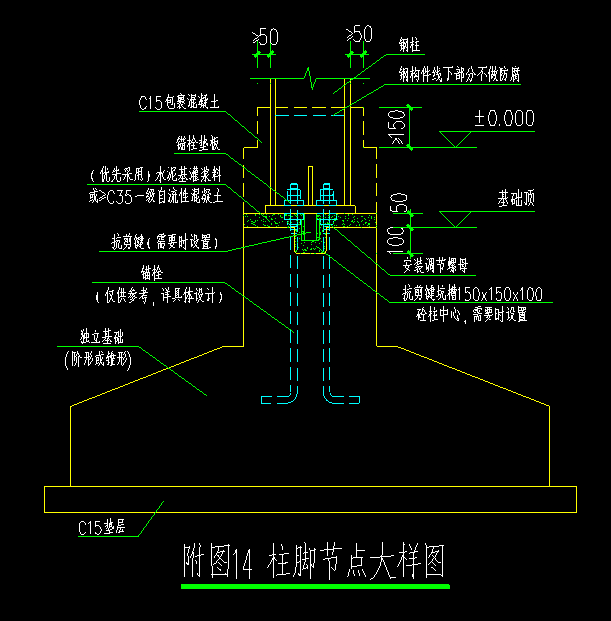 ≥50
≥50
钢柱
钢构件线下部分不做防腐
C15包裹混凝土
≥150
±0.000
锚栓垫板
(优先采用)水泥基灌浆料
或≥C35一级自流性混凝土
50
基础顶
100
抗剪键(需要时设置)
安装调节螺母
锚栓
(仅供参考，详具体设计)
抗剪键坑槽150x150x100
砼柱中心，需要时设置
独立基础
(阶形或锥形)
C15垫层
附图14 柱脚节点大样图